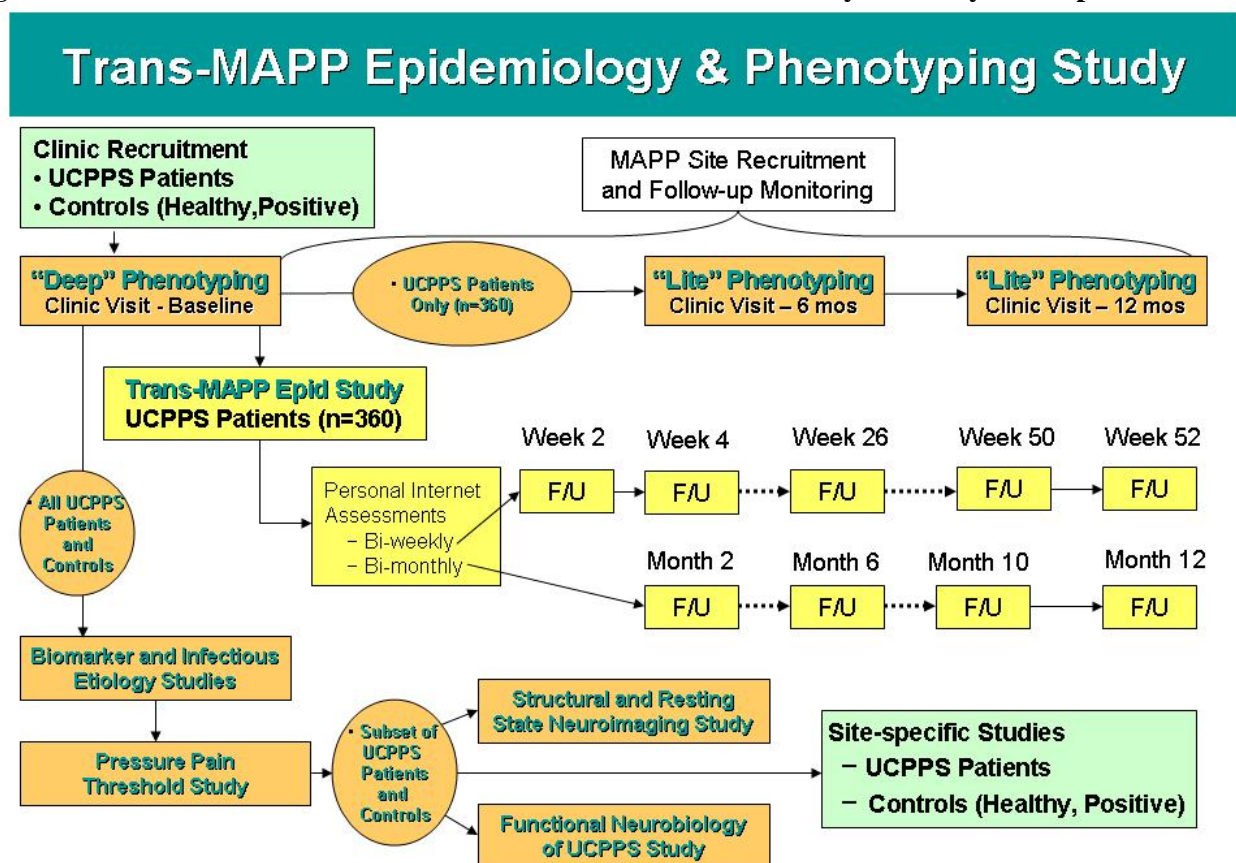 Trans-MAPP Epidemiology & Phenotyping Study
Clinic Recruitment
• UCPPS Patients
• Controls (Healthy,Positive)
MAPP Site Recruitment
and Follow-up Monitoring
“Deep” Phenotyping
Clinic Visit - Baseline
• UCPPS Patients
Only (n=360)
“Lite” Phenotyping
Clinic Visit – 6 mos
“Lite” Phenotyping
Clinic Visit – 12 mos
Trans-MAPP Epid Study
UCPPS Patients (n=360)
• All UCPPS
Patients
and
Controls
Personal Internet
Assessments
– Bi-weekly
– Bi-monthly
Week 2
Week 4
Week 26
Week 50
Week 52
F/U
F/U
F/U
F/U
F/U
Month 2
Month 6
Month 10
Month 12
F/U
F/U
F/U
F/U
Biomarker and Infectious
Etiology Studies
Pressure Pain
Threshold Study
• Subset of
UCPPS
Patients
and
Controls
Structural and Resting
State Neuroimaging Study
Functional Neurobiology
of UCPPS Study
Site-specific Studies
– UCPPS Patients
– Controls (Healthy, Positive)